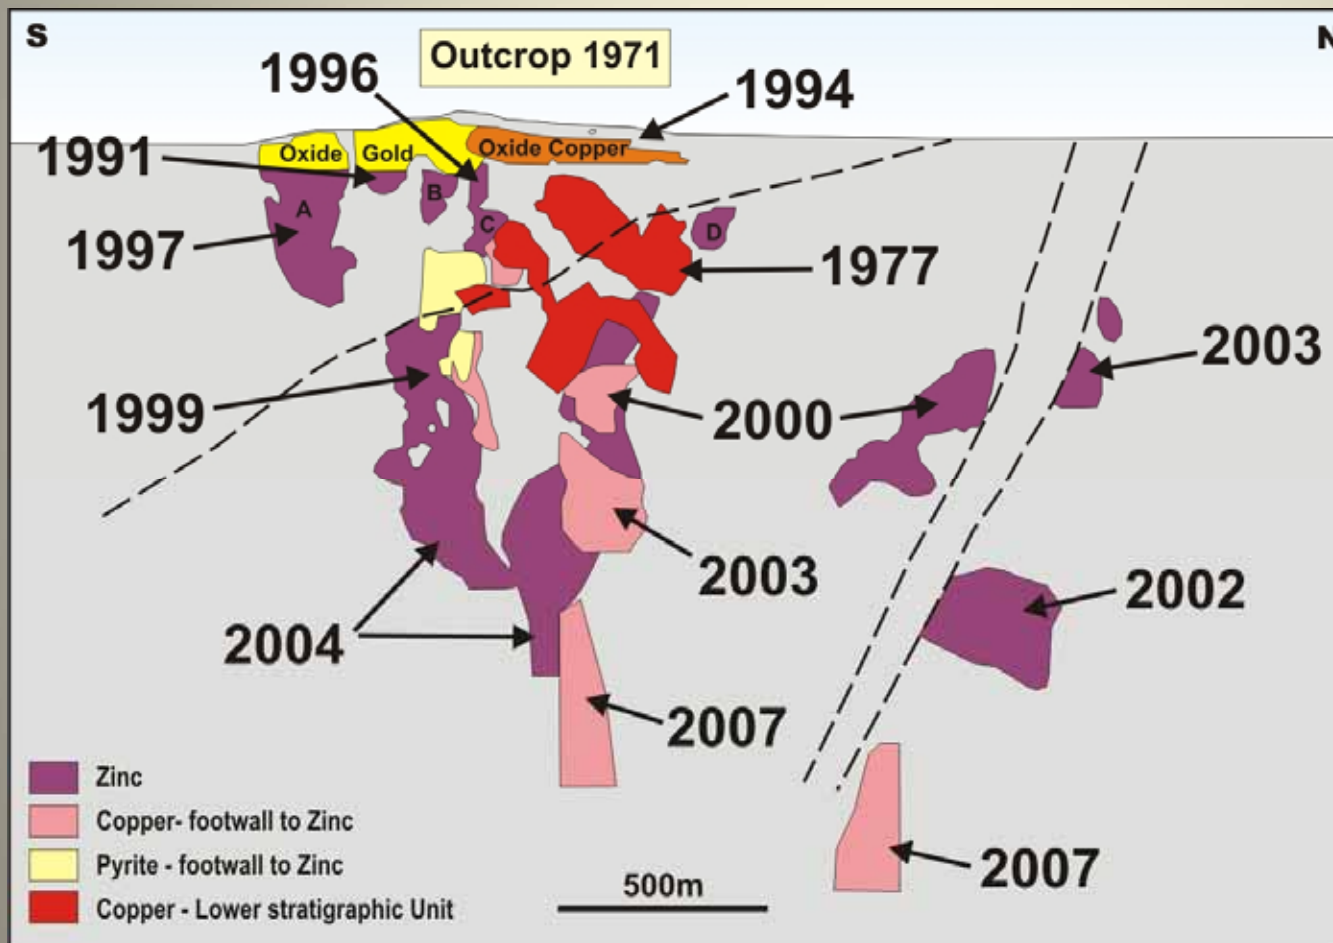 S
N
Outcrop 1971
1996
1994
1991
Oxide
Gold
Oxide Copper
A
B
C
D
1997
1977
2003
1999
2000
2003
2002
2004
2007
2007
Zinc
Copper- footwall to Zinc
Pyrite - footwall to Zinc
Copper - Lower stratigraphic Unit
500m